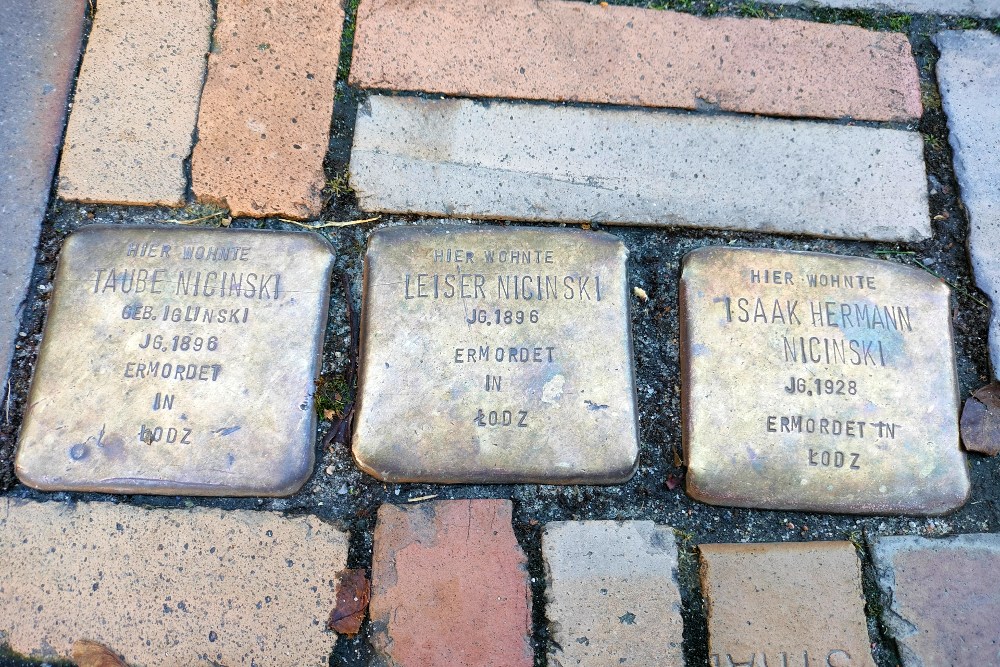 HIER WOHNTE
TAUBE NICINSKI
GEB. IGLINSKI
JG.1896
ERMORDET
IN
ŁODZ
HIER WOHNTE
LEISER NICINSKI
JG.1896
ERMORDET
IN
ŁODZ
HIER WOHNTE
ISAAK HERMANN
NICINSKI
JG.1928
ERMORDET IN
ŁODZ